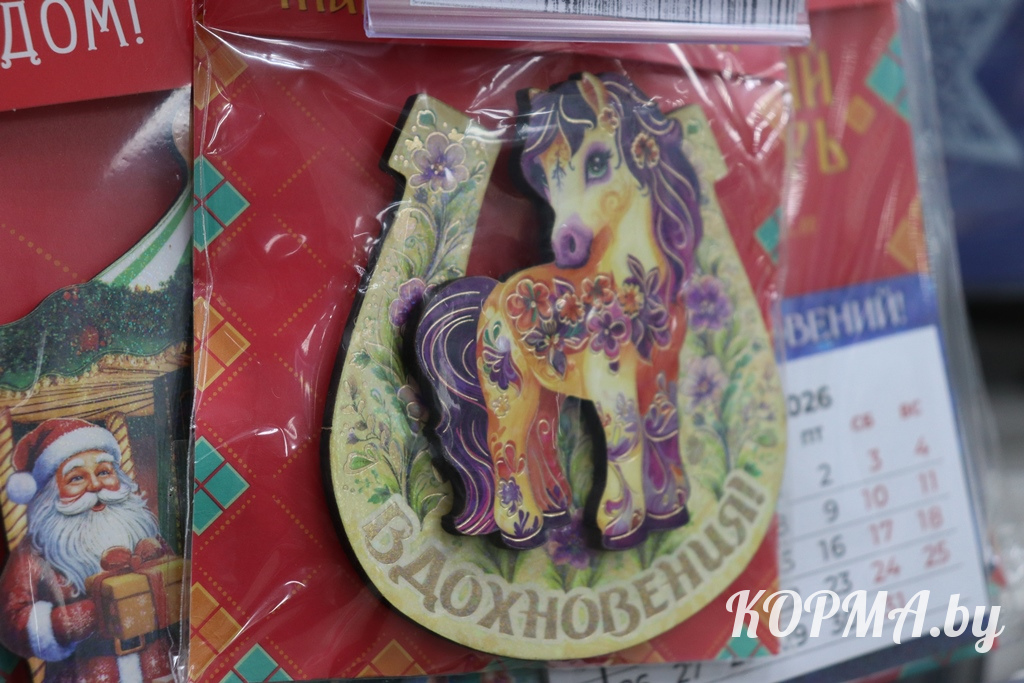 ДОМ!
ВДОХНОВЕНИЯ!
ВЕНИЙ!
026
пт сб вс
2 3 4
9 10 11
16 17 18
23 24 25
КОРМА.by